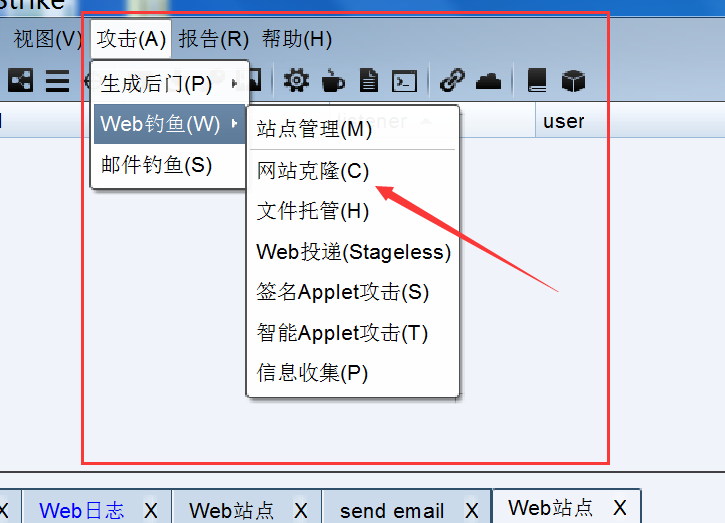 Strike
视图(V) 攻击(A) 报告(R) 帮助(H)
生成后门(P)
Web钓鱼(W)
邮件钓鱼(S)
站点管理(M)
网站克隆(C)
文件托管(H)
Web投递(Stageless)
签名Applet攻击(S)
智能Applet攻击(T)
信息收集(P)
user
X Web日志 X Web站点 X send email X Web站点 X